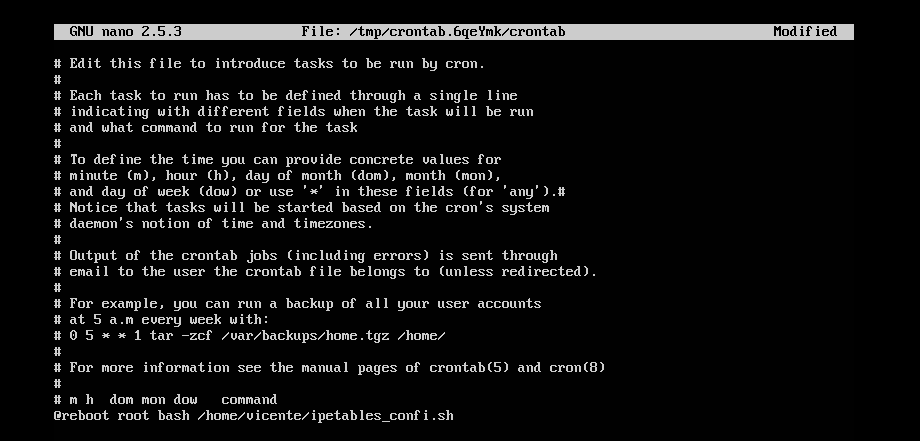 GNU nano 2.5.3 File: /tmp/crontab.6qeYmk/crontab Modified
# Edit this file to introduce tasks to be run by cron.
#
# Each task to run has to be defined through a single line
# indicating with different fields when the task will be run
# and what command to run for the task
#
# To define the time you can provide concrete values for
# minute (m), hour (h), day of month (dom), month (mon),
# and day of week (dow) or use '*' in these fields (for 'any').#
# Notice that tasks will be started based on the cron's system
# daemon's notion of time and timezones.
#
# Output of the crontab jobs (including errors) is sent through
# email to the user the crontab file belongs to (unless redirected).
#
# For example, you can run a backup of all your user accounts
# at 5 a.m every week with:
# 0 5 * * 1 tar -zcf /var/backups/home.tgz /home/
#
# For more information see the manual pages of crontab(5) and cron(8)
#
# m h  dom mon dow   command
@reboot root bash /home/vicente/ipetables_confi.sh